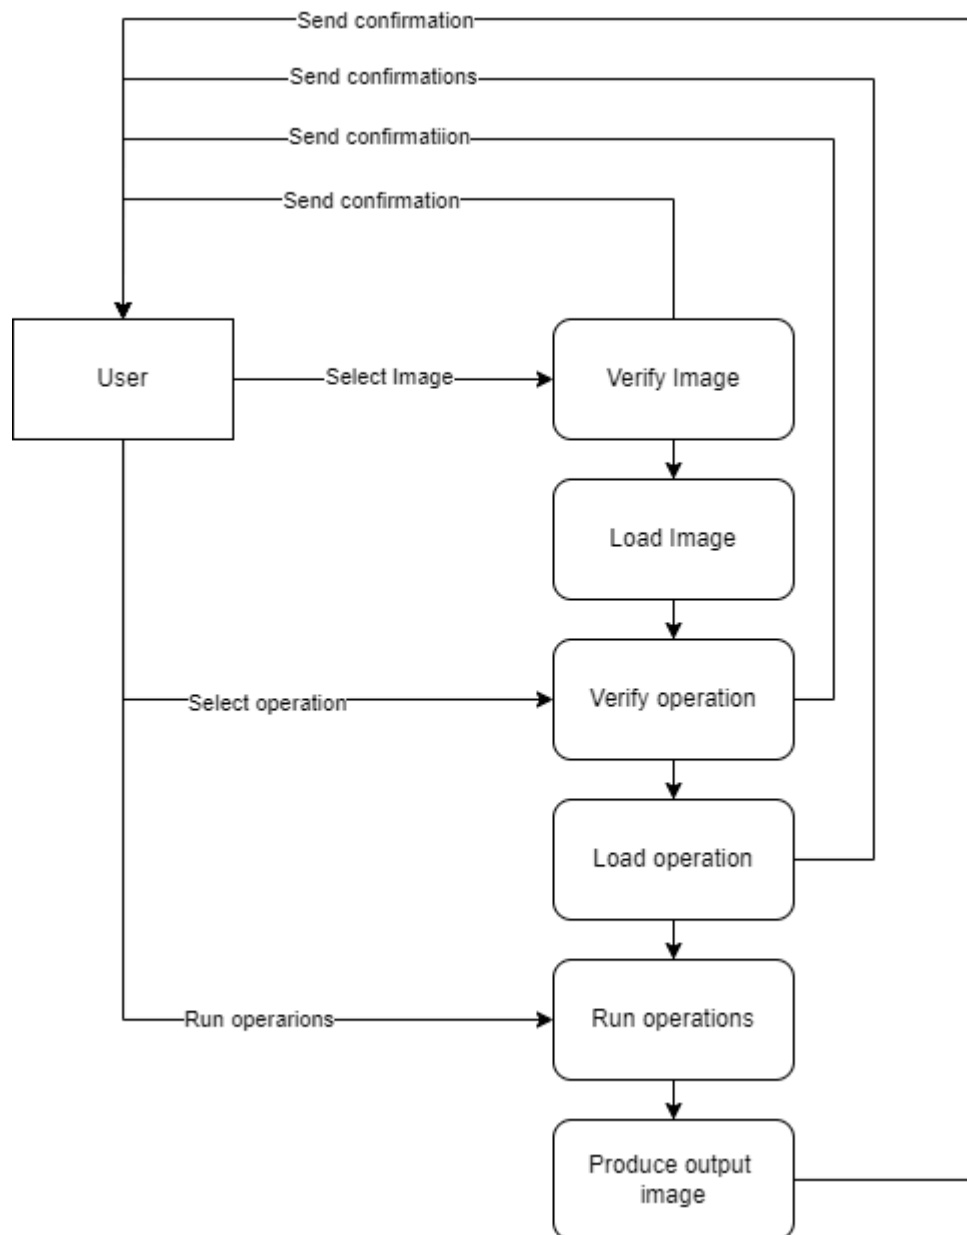 Send confirmation
Send confirmations
Send confirmatiion
Send confirmation
User
Select Image
Verify Image
Load Image
Select operation
Verify operation
Load operation
Run operarions
Run operations
Produce output
image